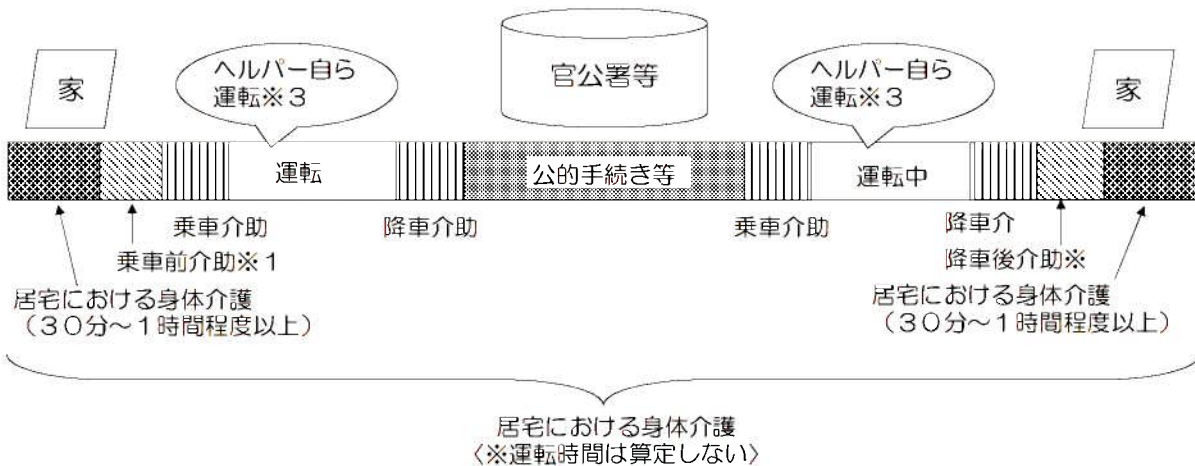 家
ヘルパー自ら
運転※３
官公署等
ヘルパー自ら
運転※３
家
運転
公的手続き等
運転中
乗車介助
降車介助
乗車介助
降車介
乗車前介助※１
降車後介助※
居宅における身体介護
（３０分～１時間程度以上）
居宅における身体介護
（３０分～１時間程度以上）
居宅における身体介護
〈※運転時間は算定しない〉